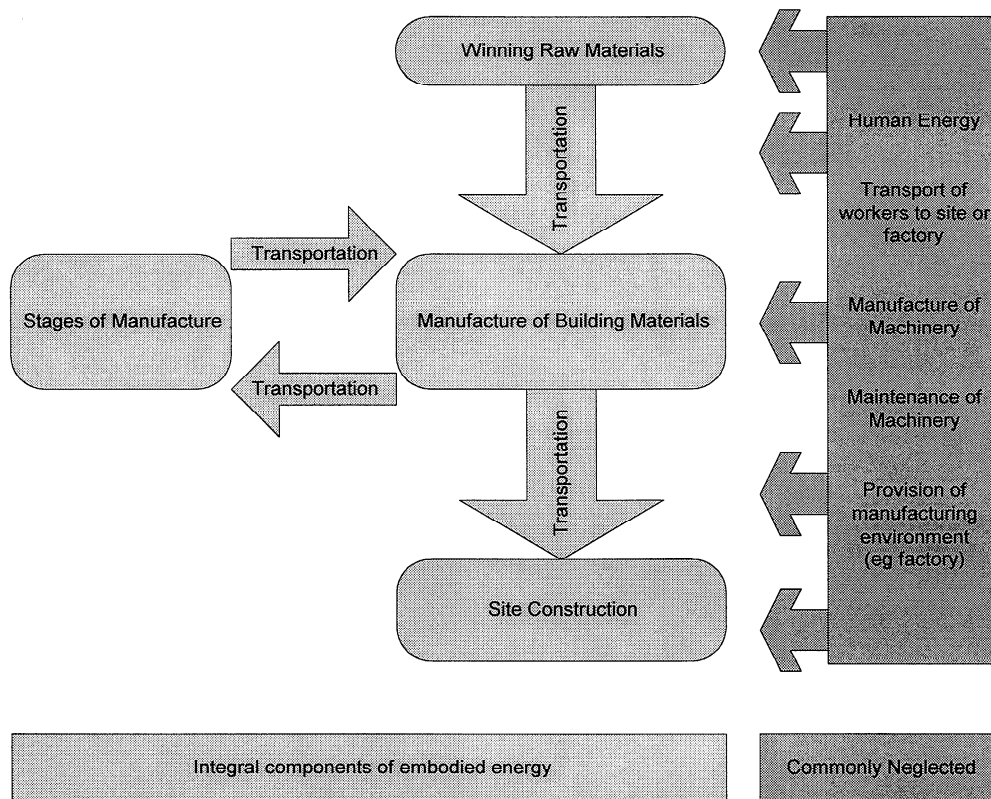 Winning Raw Materials
Transportation
Transportation
Stages of Manufacture
Manufacture of Building Materials
Transportation
Transportation
Site Construction
Human Energy
Transport of
workers to site or
factory
Manufacture of
Machinery
Maintenance of
Machinery
Provision of
manufacturing
environment
(eg factory)
Integral components of embodied energy
Commonly Neglected